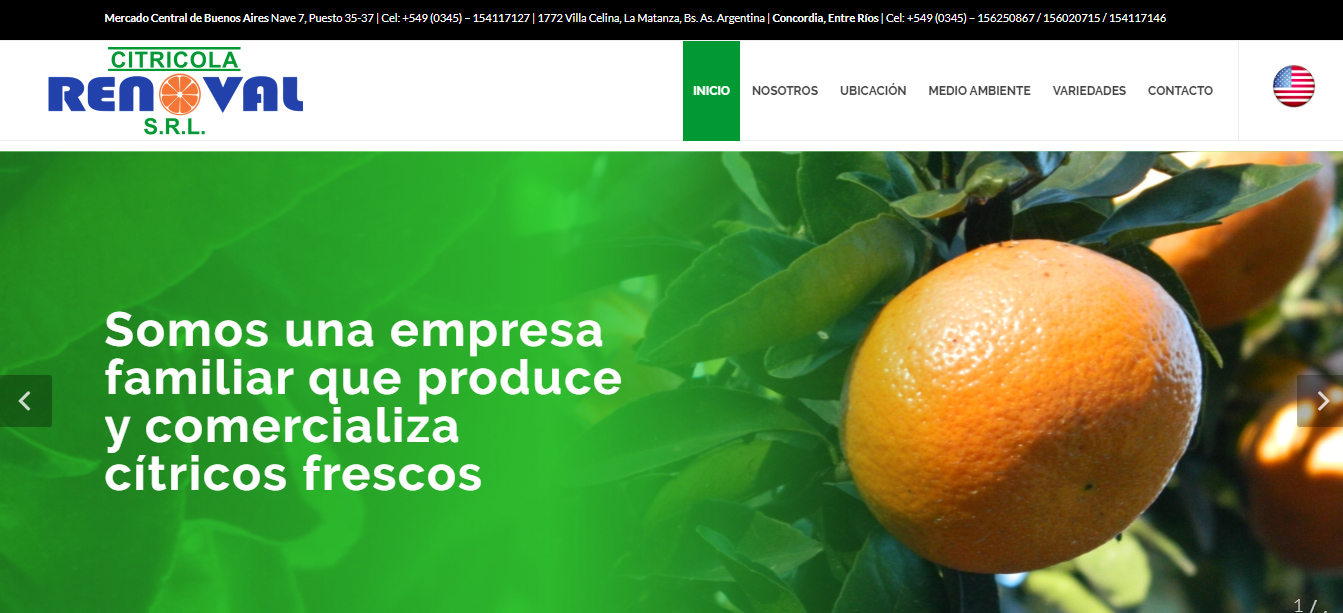 Mercado Central de Buenos Aires Nave 7, Puesto 35-37 | Cel: +549 (0345) – 154117127 | 1772 Villa Celina, La Matanza, Bs. As. Argentina | Concordia, Entre Ríos | Cel: +549 (0345) – 156250867 / 156020715 / 154117146
CITRICOLA
RENOVAL
S.R.L.
INICIO NOSOTROS UBICACIÓN MEDIO AMBIENTE VARIEDADES CONTACTO
Somos una empresa
familiar que produce
y comercializa
cítricos frescos
1 /